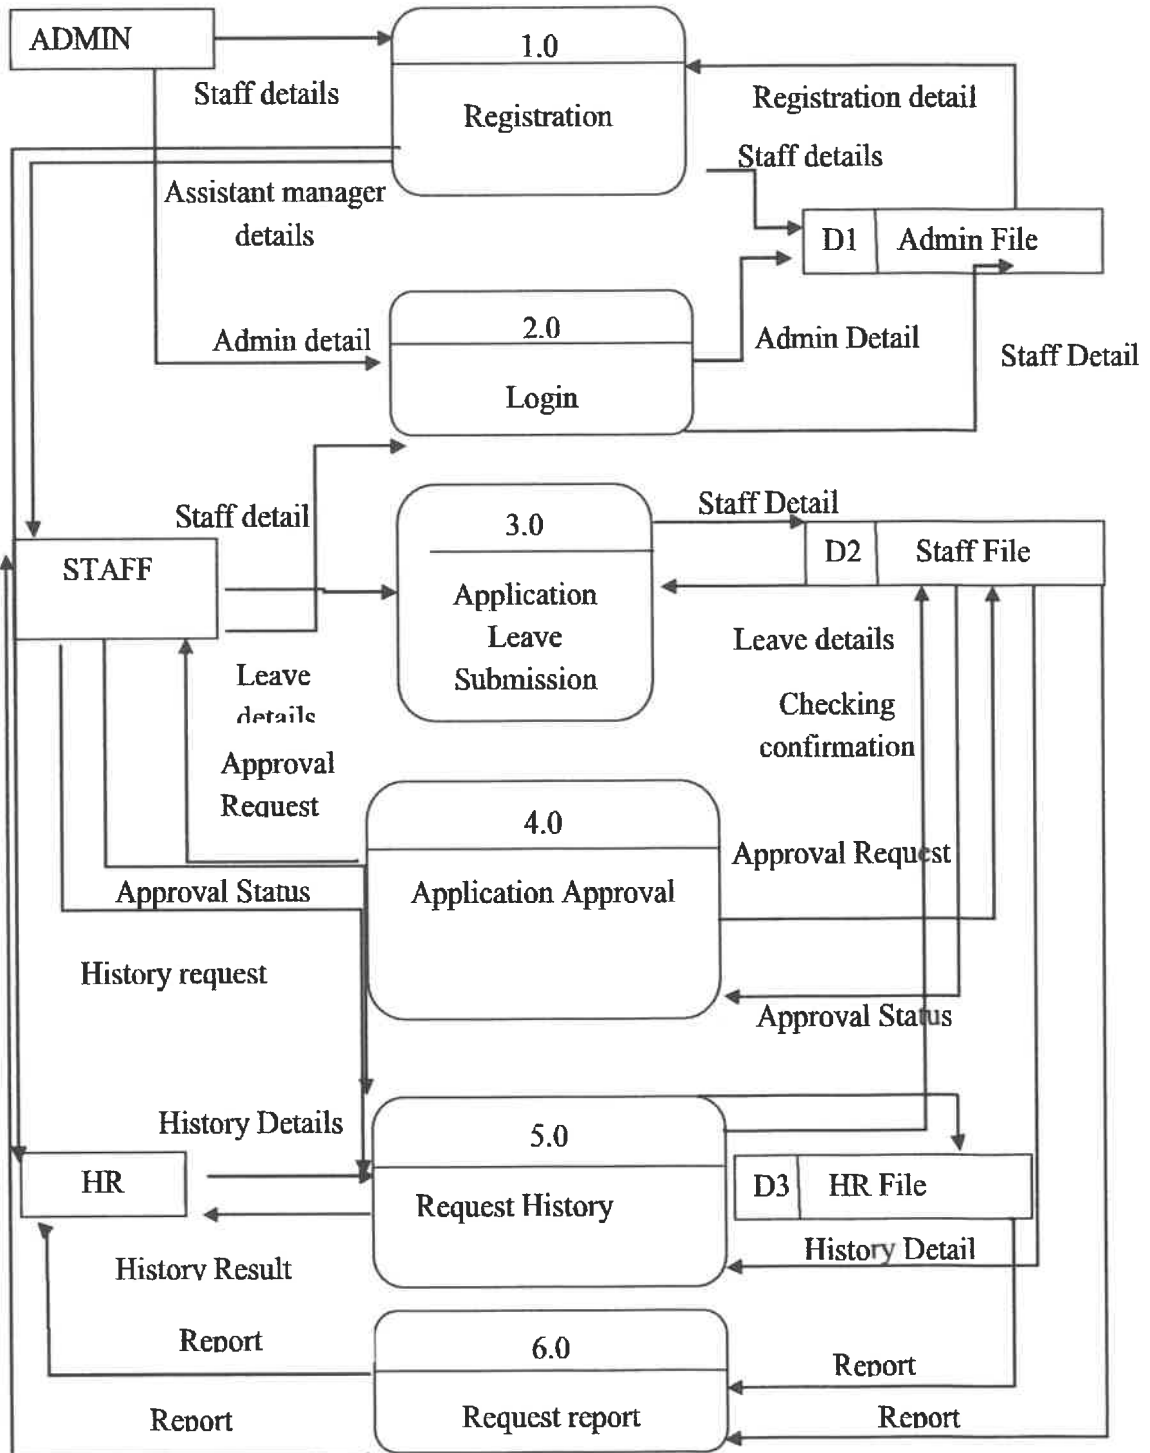 ADMIN
1.0
Staff details
Registration
Registration detail
Staff details
Assistant manager
details
D1
Admin File
2.0
Admin detail
Admin Detail
Login
Staff Detail
Staff detail
3.0
Staff Detail
STAFF
D2
Staff File
Application
Leave
Submission
Leave
details
Leave details
Checking
confirmation
Approval
Request
4.0
Approval Request
Approval Status
Application Approval
History request
Approval Status
History Details
5.0
HR
Request History
D3
HR File
History Detail
History Result
Report
6.0
Report
Report
Request report
Report